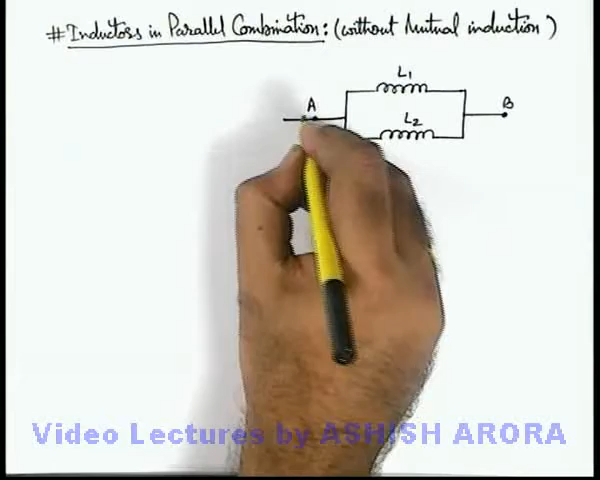 # Inductors in Parallel Combination : (without Mutual induction )
L1
A
B
L2
Video Lectures by ASHISH ARORA